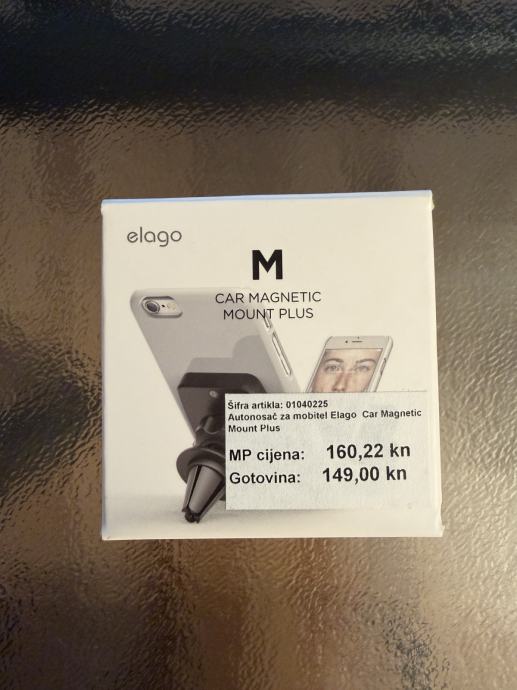 elago
M
CAR MAGNETIC
MOUNT PLUS
Šifra artikla: 01040225
Autonosač za mobitel Elago Car Magnetic
Mount Plus
MP cijena: 160,22 kn
Gotovina: 149,00 kn